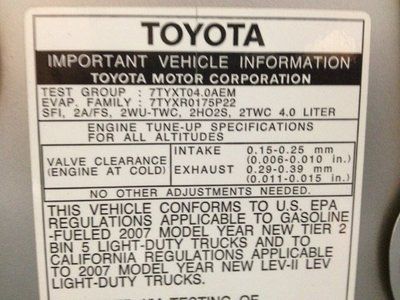 TOYOTA
IMPORTANT VEHICLE INFORMATION
TOYOTA MOTOR CORPORATION
TEST GROUP : 7TYXT04.0AEM
EVAP. FAMILY : 7TYXR0175P22
SFI, 2A/FS, 2WU-TWC, 2HO2S, 2TWC 4.0 LITER
ENGINE TUNE-UP SPECIFICATIONS
FOR ALL ALTITUDES
VALVE CLEARANCE
(ENGINE AT COLD)
INTAKE 0.15-0.25 mm
(0.006-0.010 in.)
EXHAUST 0.29-0.39 mm
(0.011-0.015 in.)
NO OTHER ADJUSTMENTS NEEDED.
THIS VEHICLE CONFORMS TO U.S. EPA
REGULATIONS APPLICABLE TO GASOLINE
-FUELED 2007 MODEL YEAR NEW TIER 2
BIN 5 LIGHT-DUTY TRUCKS AND TO
CALIFORNIA REGULATIONS APPLICABLE
TO 2007 MODEL YEAR NEW LEV-II LEV
LIGHT-DUTY TRUCKS.
TESTING OF